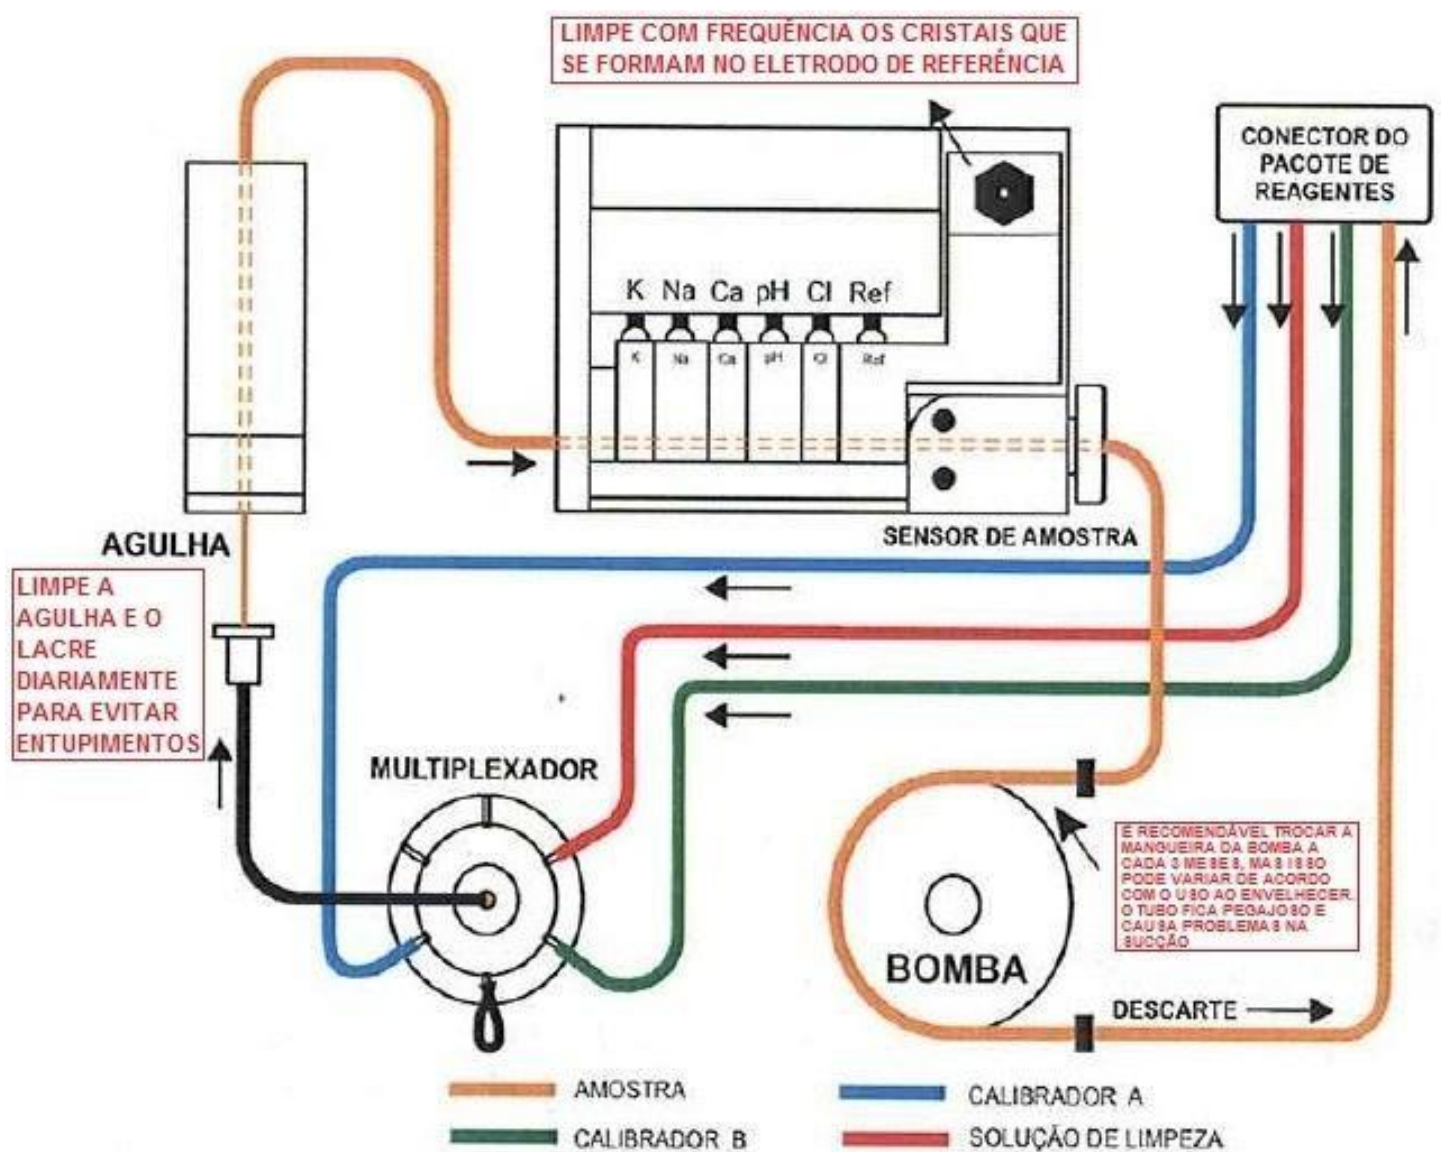 LIMPE COM FREQUÊNCIA OS CRISTAIS QUE
SE FORMAM NO ELETRODO DE REFERÊNCIA
CONECTOR DO
PACOTE DE
REAGENTES
K Na Ca pH Cl Ref
K Na Ca pH Cl Ref
SENSOR DE AMOSTRA
AGULHA
LIMPE A
AGULHA E O
LACRE
DIARIAMENTE
PARA EVITAR
ENTUPIMENTOS
MULTIPLEXADOR
E RECOMENDÁVEL TROCAR A
MANGUEIRA DA BOMBA A
CADA 3 MESES, MAS ISSO
PODE VARIAR DE ACORDO
COM O USO AO ENVELHECER.
O TUBO FICA PEGAJOSO E
CAUSA PROBLEMAS NA
SUCÇÃO
BOMBA
DESCARTE
AMOSTRA
CALIBRADOR A
CALIBRADOR B
SOLUÇÃO DE LIMPEZA